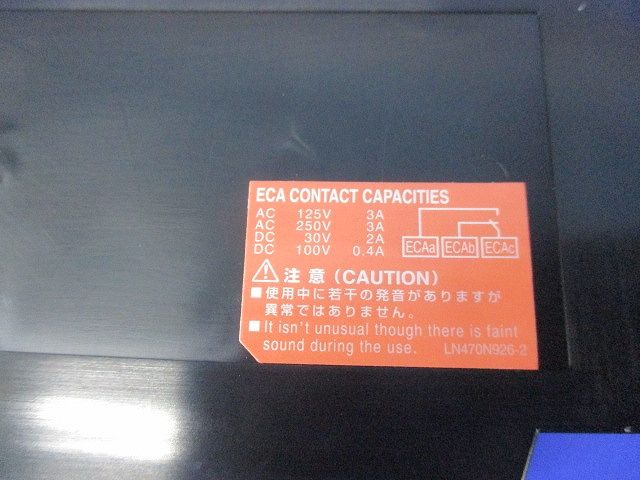 ECA CONTACT CAPACITIES
AC 125V 3A
AC 250V 3A
DC 30V 2A
DC 100V 0.4A
ECAa ECAb ECAc
注意 (CAUTION)
■使用中に若干の発音がありますが
異常ではありません。
■It isn't unusual though there is faint
sound during the use. LN470N926-2